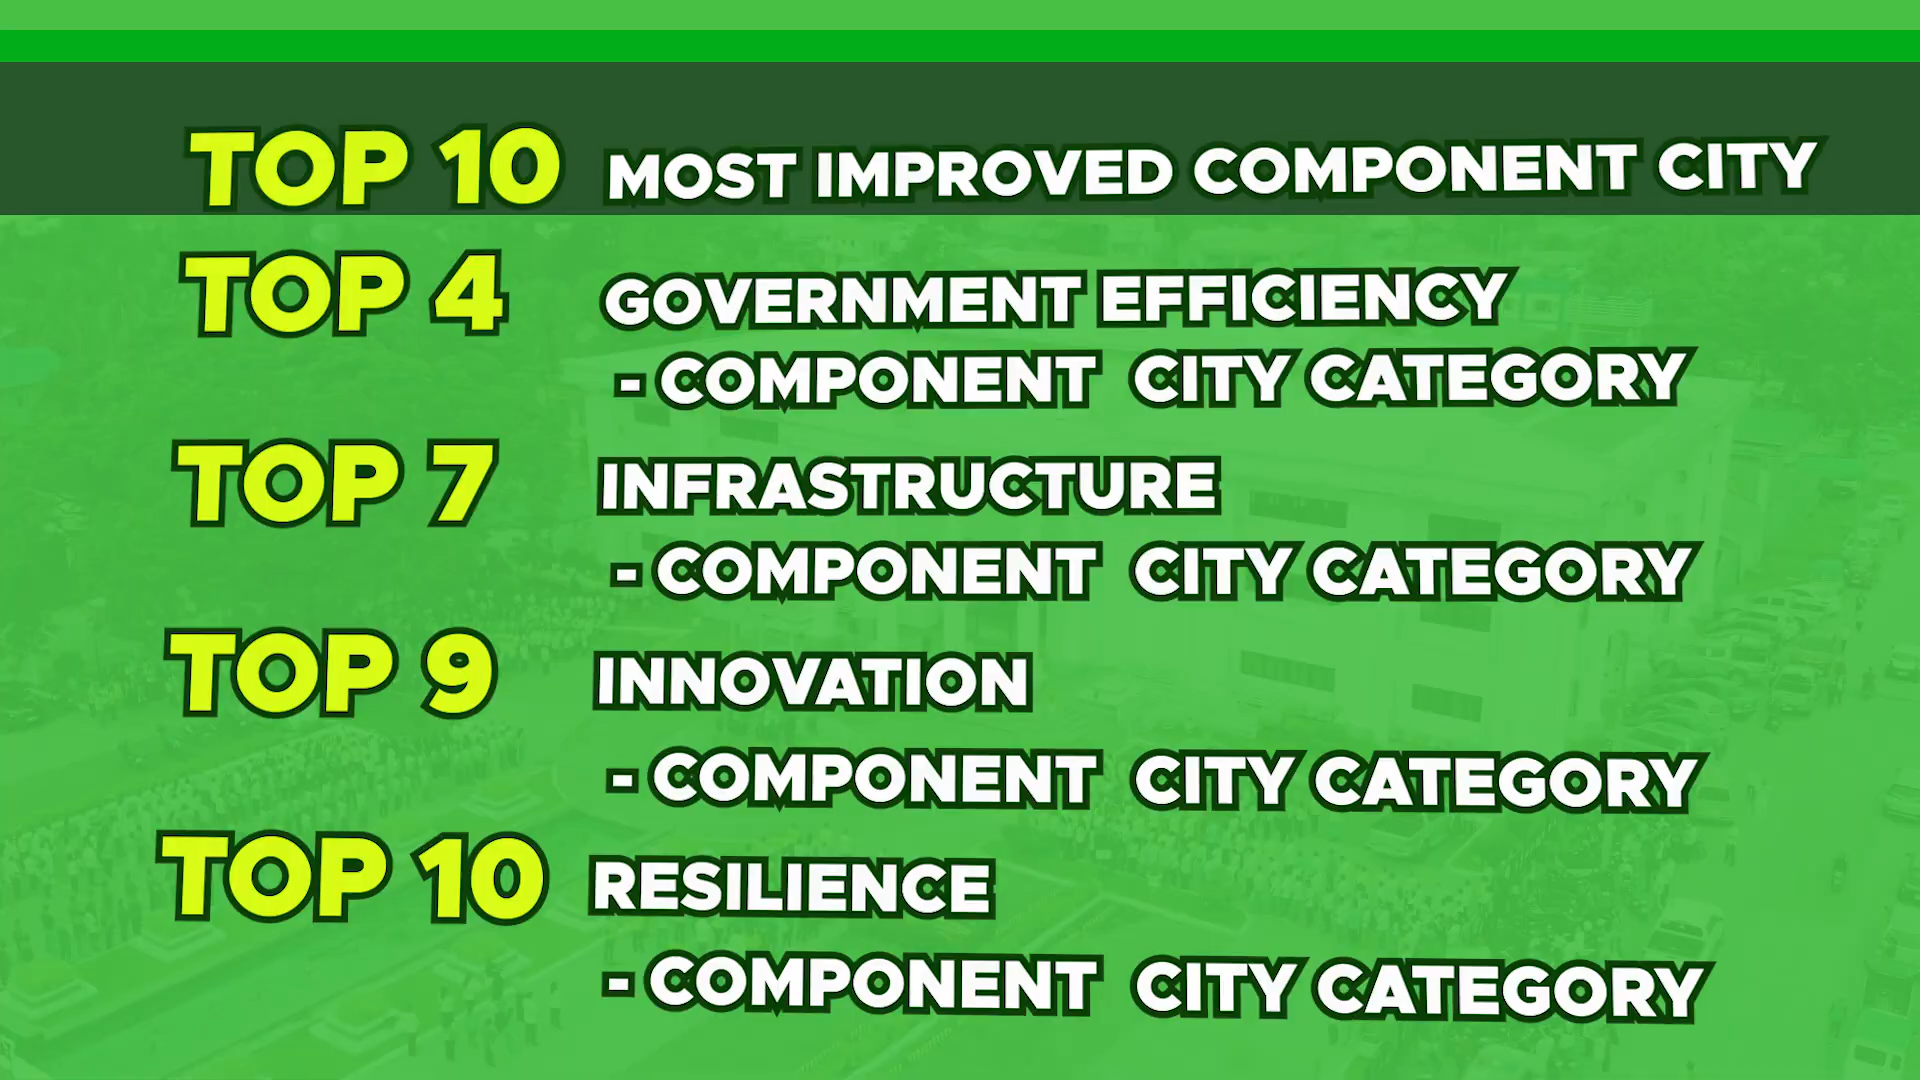 TOP 10 MOST IMPROVED COMPONENT CITY
TOP 4 GOVERNMENT EFFICIENCY
- COMPONENT CITY CATEGORY
TOP 7 INFRASTRUCTURE
- COMPONENT CITY CATEGORY
TOP 9 INNOVATION
- COMPONENT CITY CATEGORY
TOP 10 RESILIENCE
- COMPONENT CITY CATEGORY